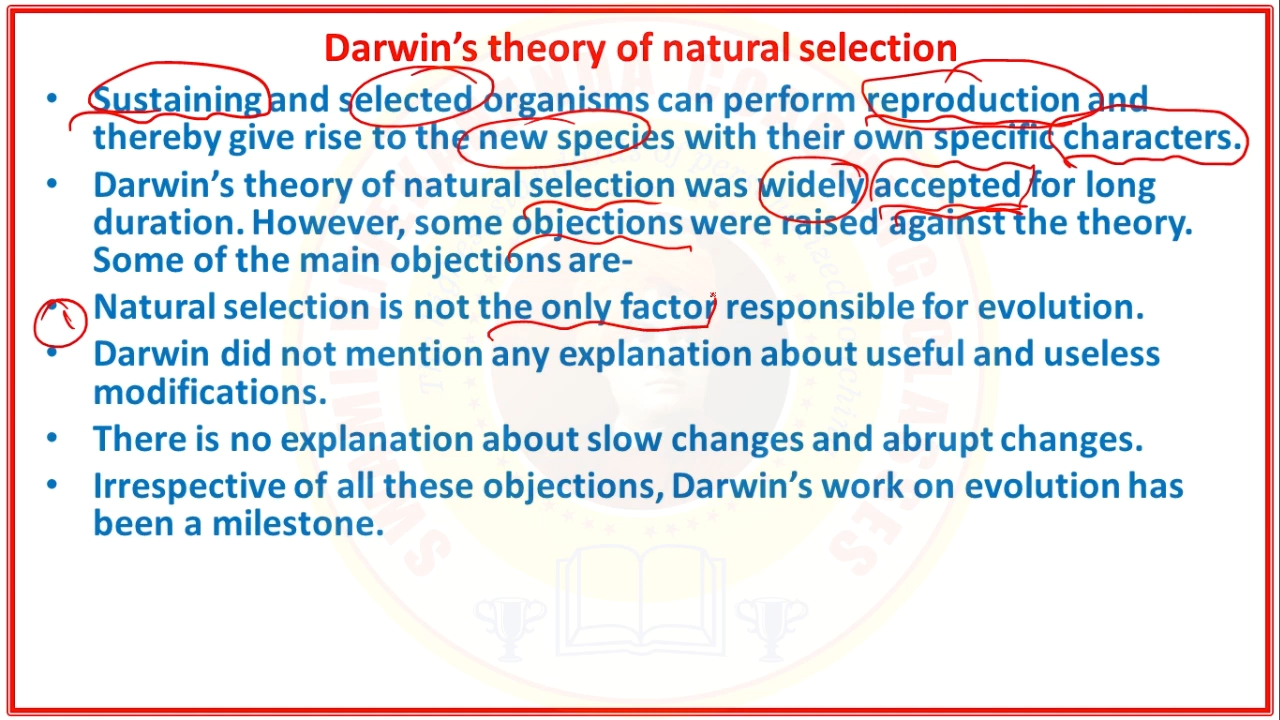 Darwin's theory of natural selection
• Sustaining and selected organisms can perform reproduction and
thereby give rise to the new species with their own specific characters.
• Darwin's theory of natural selection was widely accepted for long
duration. However, some objections were raised against the theory.
Some of the main objections are-
• Natural selection is not the only factor responsible for evolution.
• Darwin did not mention any explanation about useful and useless
modifications.
• There is no explanation about slow changes and abrupt changes.
• Irrespective of all these objections, Darwin's work on evolution has
been a milestone.